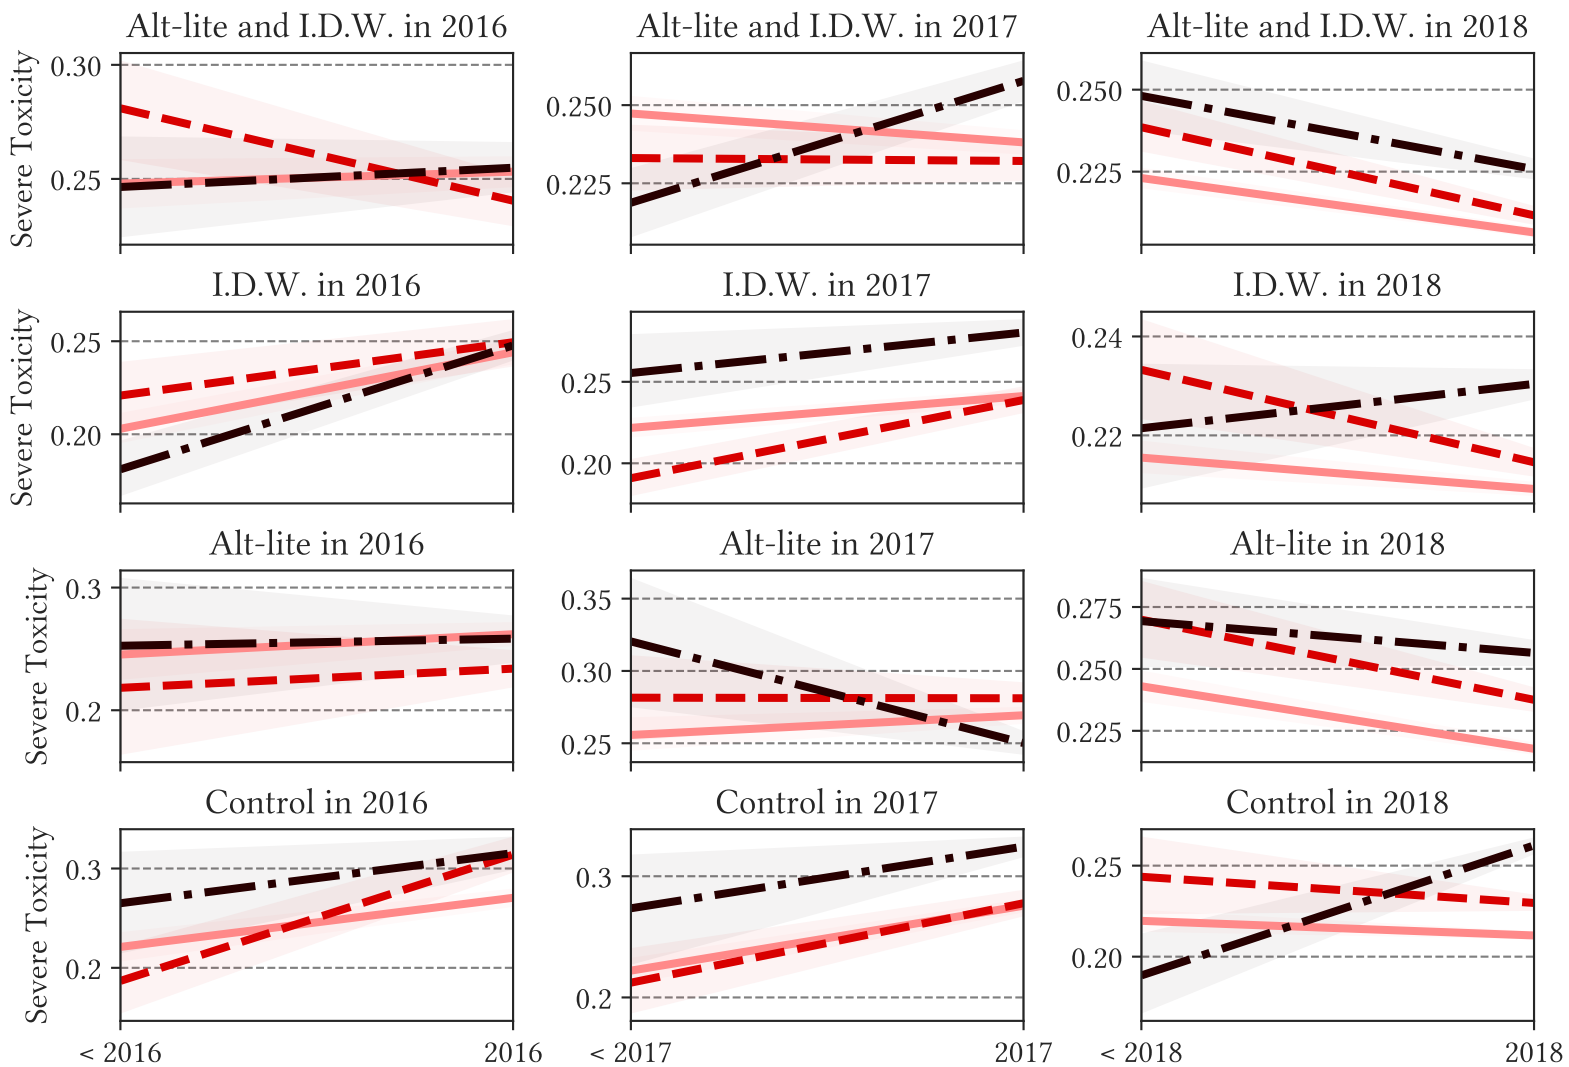 Alt-lite and I.D.W. in 2016
Alt-lite and I.D.W. in 2017
Alt-lite and I.D.W. in 2018
Severe Toxicity
0.30
0.25
0.250
0.225
0.250
0.225
I.D.W. in 2016
I.D.W. in 2017
I.D.W. in 2018
Severe Toxicity
0.25
0.20
0.25
0.20
0.24
0.22
Alt-lite in 2016
Alt-lite in 2017
Alt-lite in 2018
Severe Toxicity
0.3
0.2
0.35
0.30
0.25
0.275
0.250
0.225
Control in 2016
Control in 2017
Control in 2018
Severe Toxicity
0.3
0.2
0.3
0.2
0.25
0.20
< 2016
2016
< 2017
2017
< 2018
2018